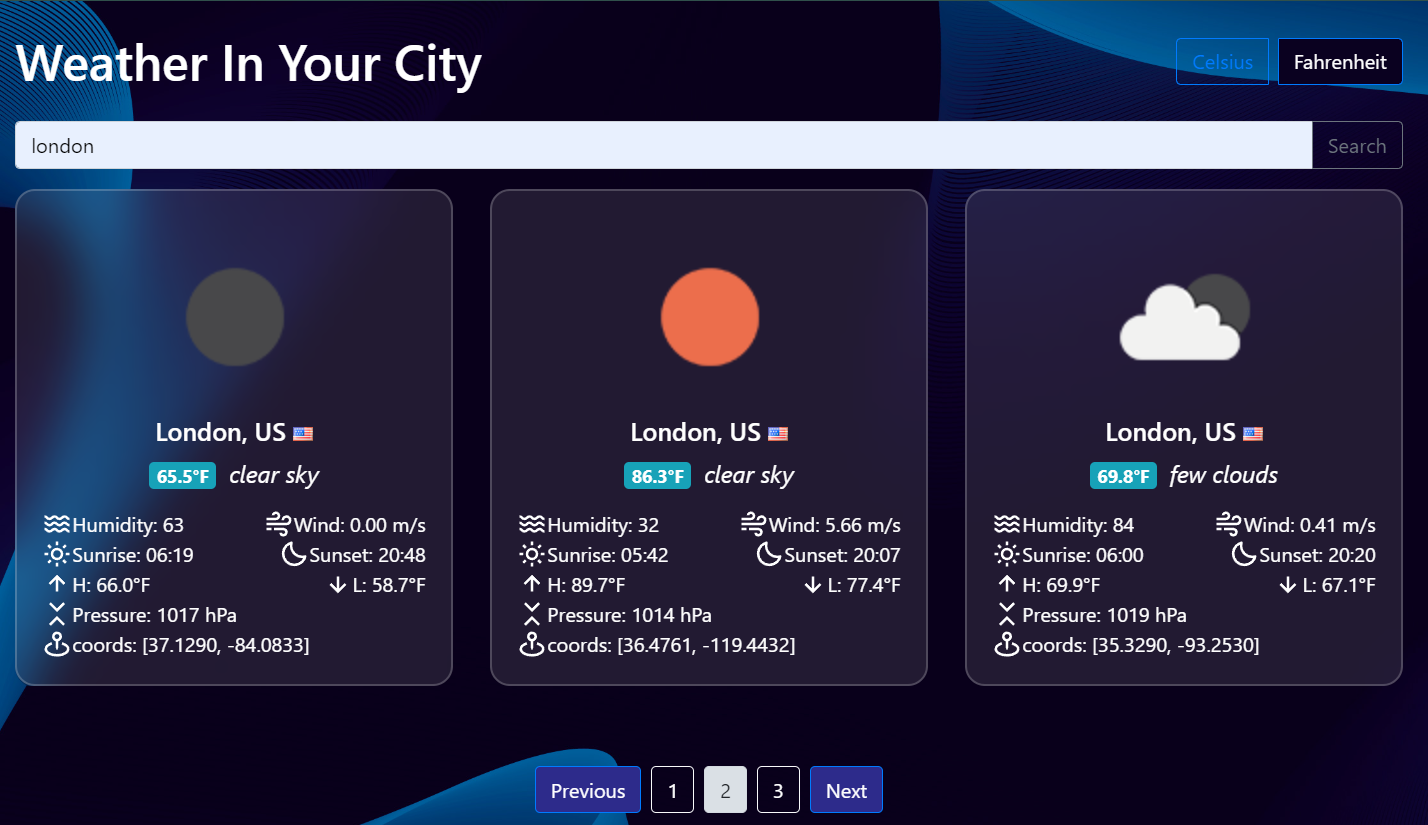 Weather In Your City
Celsius
Fahrenheit
london
Search
London, US
65.5°F clear sky
Humidity: 63
Wind: 0.00 m/s
Sunrise: 06:19
Sunset: 20:48
H: 66.0°F
L: 58.7°F
Pressure: 1017 hPa
coords: [37.1290, -84.0833]
London, US
86.3°F clear sky
Humidity: 32
Wind: 5.66 m/s
Sunrise: 05:42
Sunset: 20:07
H: 89.7°F
L: 77.4°F
Pressure: 1014 hPa
coords: [36.4761, -119.4432]
London, US
69.8°F few clouds
Humidity: 84
Wind: 0.41 m/s
Sunrise: 06:00
Sunset: 20:20
H: 69.9°F
L: 67.1°F
Pressure: 1019 hPa
coords: [35.3290, -93.2530]
Previous 1 2 3 Next